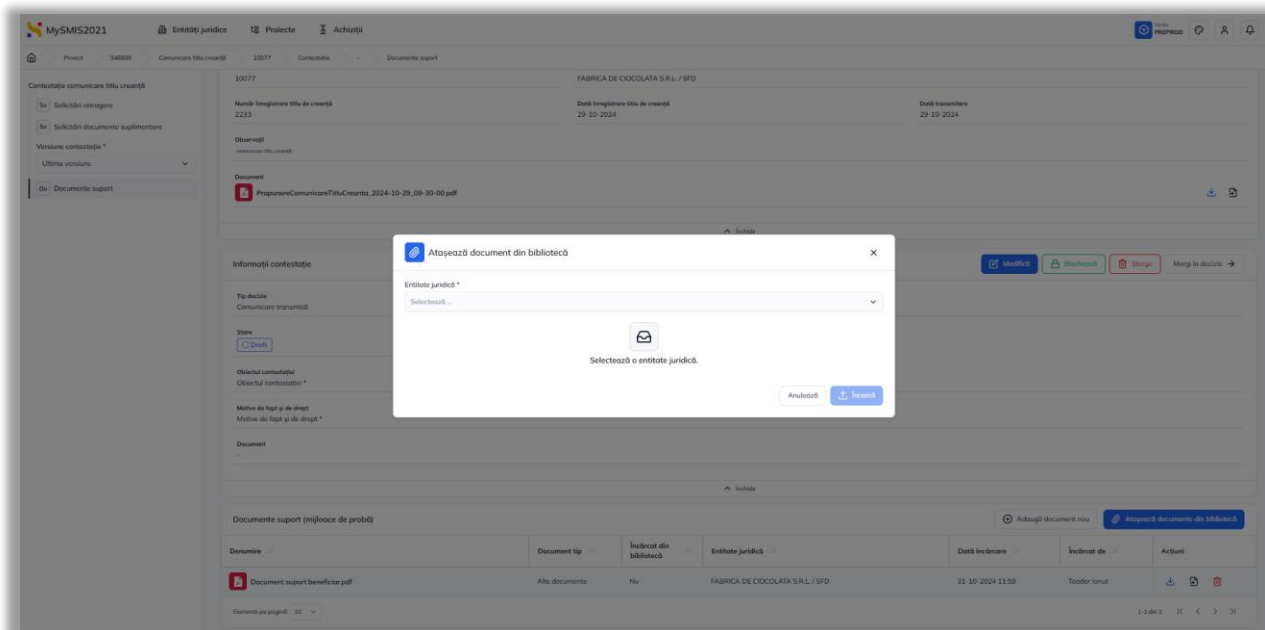 MySMIS2021 Entități juridice Proiecte Achiziții PREPROD
Proiect 346809 Comunicare titlu creanță 10077 Contestatie - Documente suport
Contestație comunicare titlu creanță
So Solicitări retragere
So Solicitări documente suplimentare
Versiune contestație *
Ultima versiune
Do Documente suport
10077 FABRICA DE CIOCOLATA S.R.L. / SFD
Număr înregistrare titlu de creanță Dată înregistrare titlu de creanță Dată transmitere
2233 29-10-2024 29-10-2024
Observații
comunicare titlu creanță
Document
PropunereComunicareTitluCreanta_2024-10-29_09-30-00.pdf
Închide
Atașează document din bibliotecă
Entitate juridică *
Selectează ...
Selectează o entitate juridică.
Anulează Încarcă
Informații contestație Modifică Blochează Șterge Mergi la decizie →
Tip decizie
Comunicare transmisă
Stare
Draft
Obiectul contestației
Obiectul contestației *
Motive de fapt și de drept
Motive de fapt și de drept *
Document
...
Închide
Documente suport (mijloace de probă) Adaugă document nou Atașează documente din bibliotecă
Denumire Document tip Încărcat din bibliotecă Entitate juridică Dată încărcare Încărcat de Acțiuni
Document suport beneficiar.pdf Alte documente Nu FABRICA DE CIOCOLATA S.R.L. / SFD 31-10-2024 11:59 Toader Ionut
Elemente pe pagină: 10 1-1 din 1